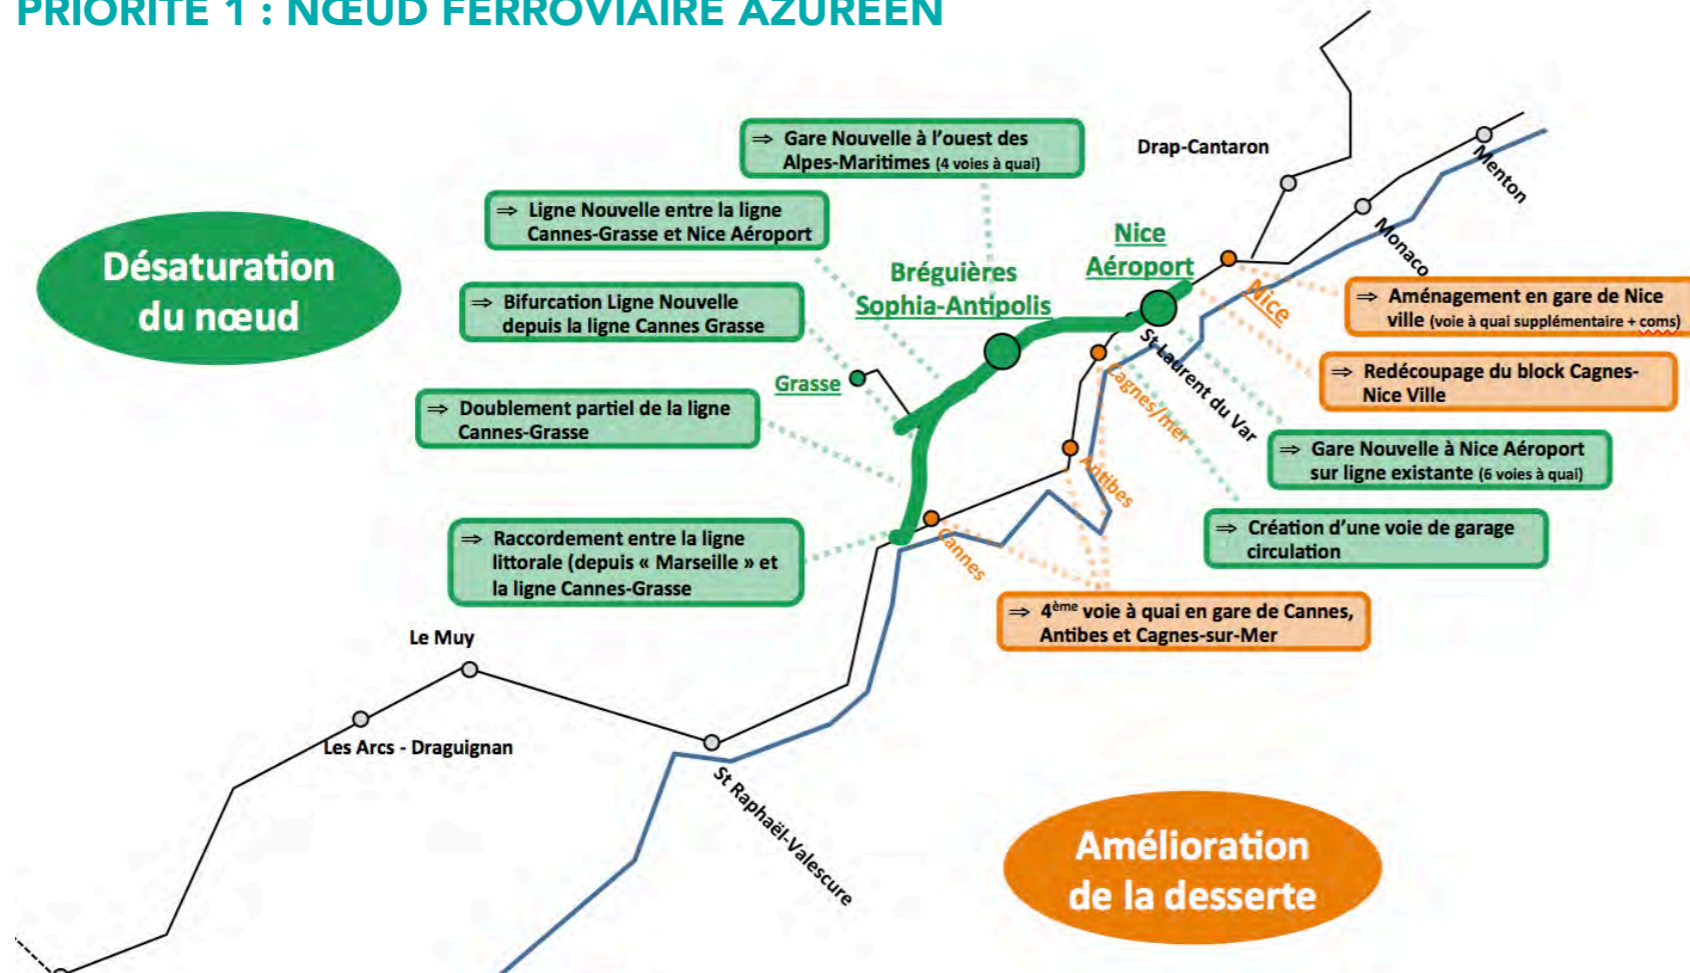 PRIORITÉ 1 : NŒUD FERROVIAIRE AZURÉEN
⇒ Gare Nouvelle à l'ouest des
Alpes-Maritimes (4 voies à quai)
Drap-Cantaron
Menton
⇒ Ligne Nouvelle entre la ligne
Cannes-Grasse et Nice Aéroport
Monaco
Désaturation
du nœud
Nice
Aéroport
Bréguières
Sophia-Antipolis
Nice
⇒ Aménagement en gare de Nice
ville (voie à quai supplémentaire + coms)
⇒ Bifurcation Ligne Nouvelle
depuis la ligne Cannes Grasse
St Laurent du Var
⇒ Redécoupage du block Cagnes-
Nice Ville
Grasse
Cagnes/mer
⇒ Doublement partiel de la ligne
Cannes-Grasse
⇒ Gare Nouvelle à Nice Aéroport
sur ligne existante (6 voies à quai)
Antibes
⇒ Raccordement entre la ligne
littorale (depuis « Marseille » et
la ligne Cannes-Grasse
Cannes
⇒ Création d'une voie de garage
circulation
⇒ 4ème voie à quai en gare de Cannes,
Antibes et Cagnes-sur-Mer
Le Muy
Les Arcs - Draguignan
St Raphaël-Valescure
Amélioration
de la desserte